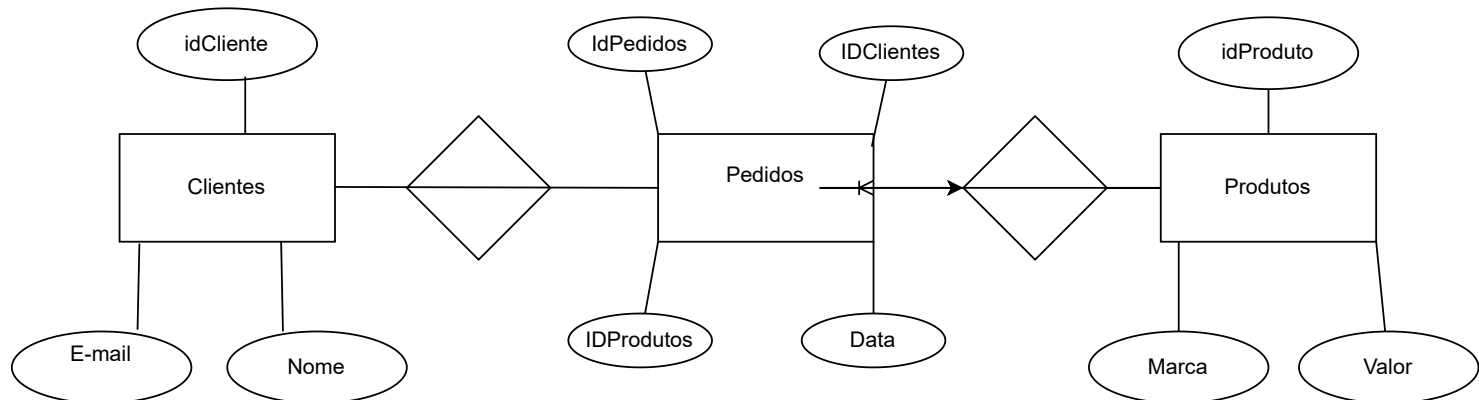 idCliente
IdPedidos
IDClientes
idProduto
Clientes
Pedidos
Produtos
E-mail
Nome
IDProdutos
Data
Marca
Valor